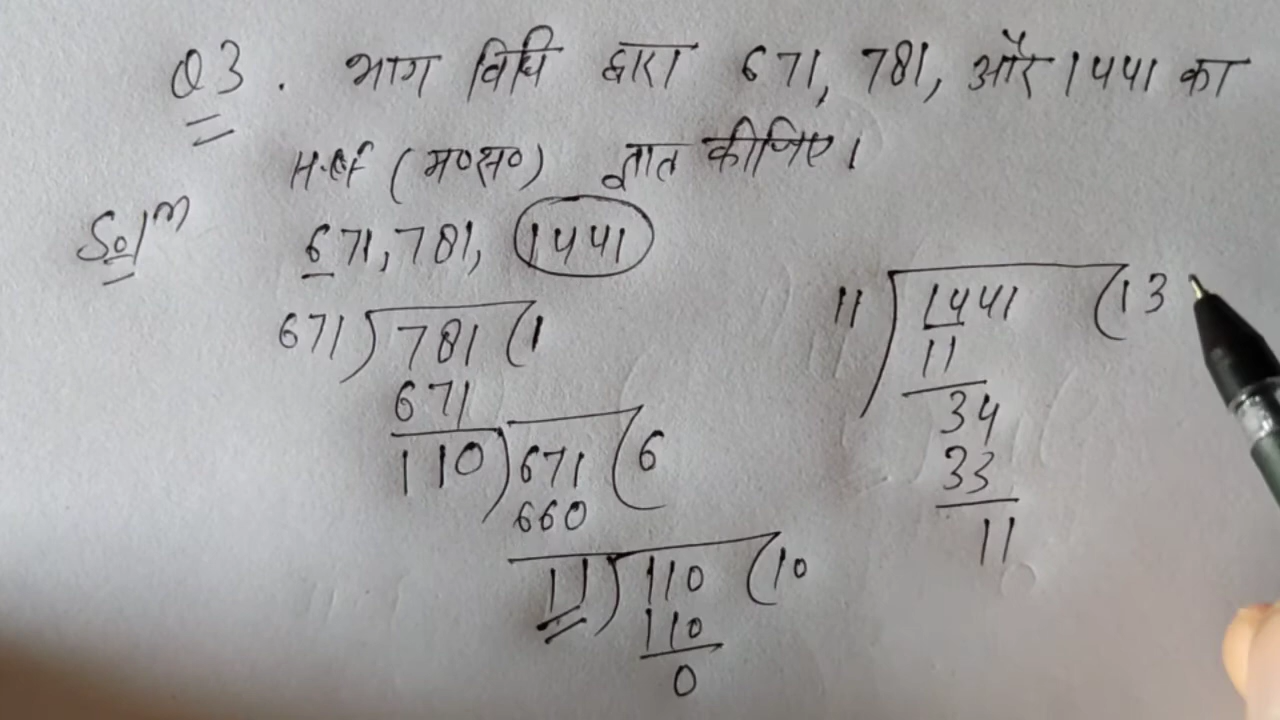 Q3. भाग विधि द्वारा 671, 781, और 1441 का
H.C.F (म०स०) ज्ञात कीजिए।
Solⁿ
671, 781, 1441
671) 781 (1
671
110) 671 (6
660
11) 110 (10
110
0
11) 1441 (13
11
34
33
11